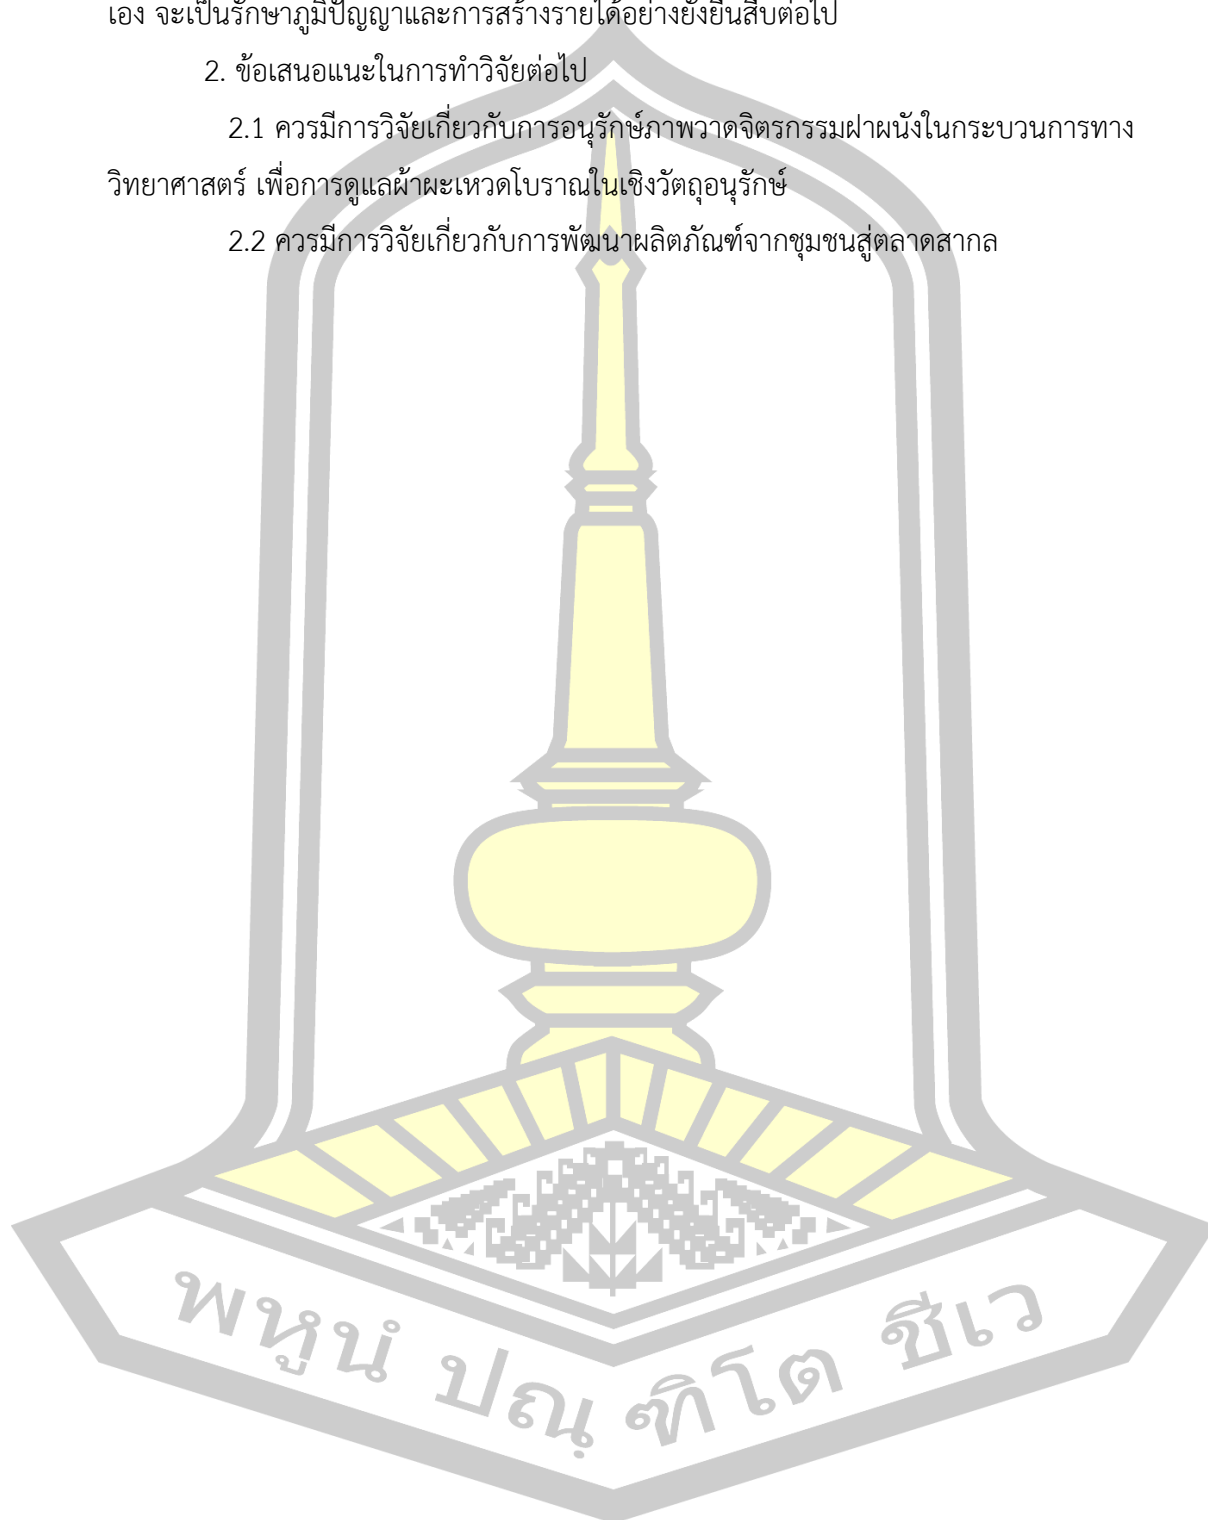 เอง จะเป็นรักษาภูมิปัญญาและการสร้างรายได้อย่างยั่งยืนสืบต่อไป
2. ข้อเสนอแนะในการทำวิจัยต่อไป
2.1 ควรมีการวิจัยเกี่ยวกับการอนุรักษ์ภาพวาดจิตรกรรมฝาผนังในกระบวนการทาง
วิทยาศาสตร์ เพื่อการดูแลผ้าผะเหวดโบราณในเชิงวัตถุอนุรักษ์
2.2 ควรมีการวิจัยเกี่ยวกับการพัฒนาผลิตภัณฑ์จากชุมชนสู่ตลาดสากล
พหูนํ ปณฺฑิโต ชีเว